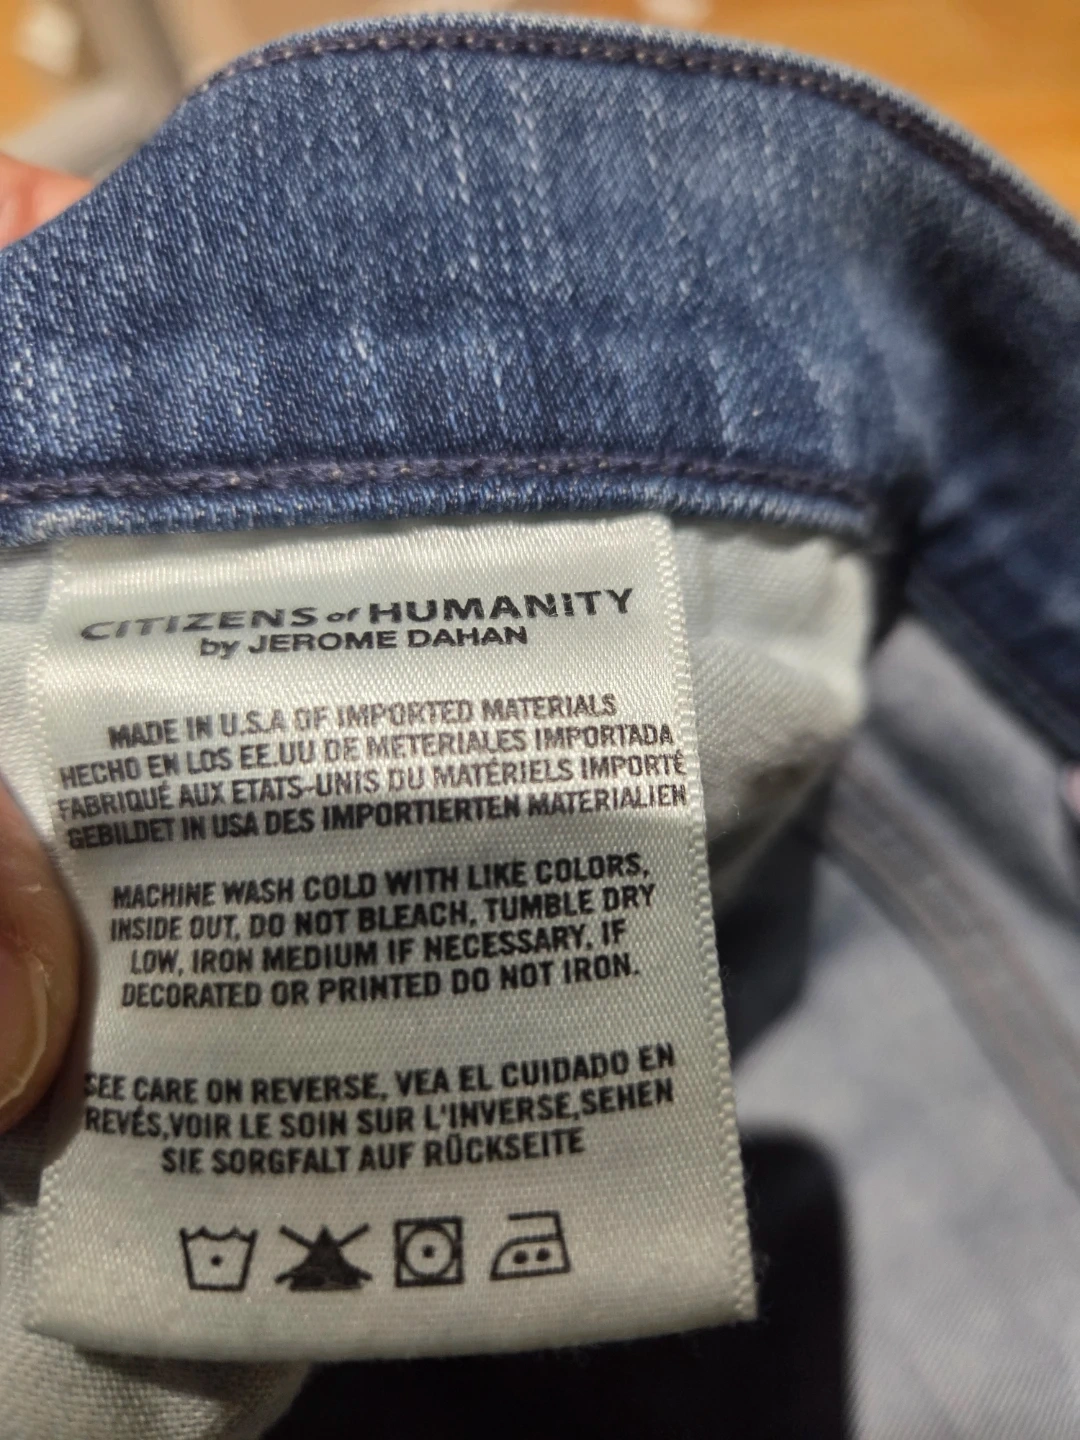 CITIZENS of HUMANITY
by JEROME DAHAN
MADE IN U.S.A OF IMPORTED MATERIALS
HECHO EN LOS EE.UU DE METERIALES IMPORTADA
FABRIQUÉ AUX ETATS-UNIS DU MATÉRIELS IMPORTÉ
GEBILDET IN USA DES IMPORTIERTEN MATERIALIEN
MACHINE WASH COLD WITH LIKE COLORS,
INSIDE OUT, DO NOT BLEACH, TUMBLE DRY
LOW, IRON MEDIUM IF NECESSARY. IF
DECORATED OR PRINTED DO NOT IRON.
SEE CARE ON REVERSE, VEA EL CUIDADO EN
REVÉS,VOIR LE SOIN SUR L'INVERSE,SEHEN
SIE SORGFALT AUF RÜCKSEITE